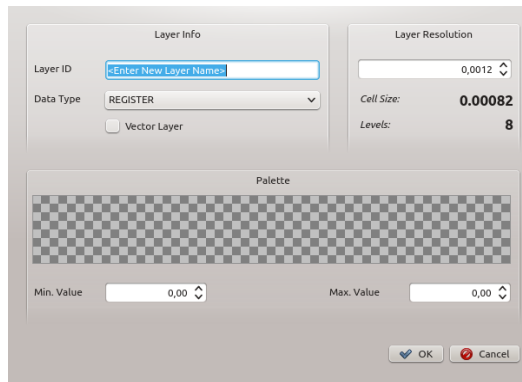 Layer Info
Layer ID <Enter New Layer Name>
Data Type REGISTER
Vector Layer
Layer Resolution
0,0012
Cell Size: 0.00082
Levels: 8
Palette
Min. Value 0,00 Max. Value 0,00
OK Cancel